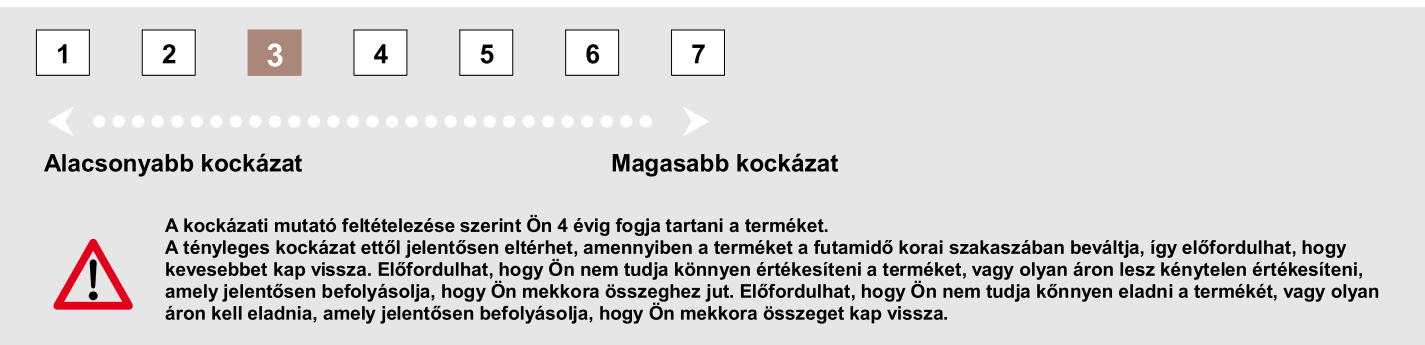 1 2 3 4 5 6 7
Alacsonyabb kockázat Magasabb kockázat
A kockázati mutató feltételezése szerint Ön 4 évig fogja tartani a terméket.
A tényleges kockázat ettől jelentősen eltérhet, amennyiben a terméket a futamidő korai szakaszában beváltja, így előfordulhat, hogy
kevesebbet kap vissza. Előfordulhat, hogy Ön nem tudja könnyen értékesíteni a terméket, vagy olyan áron lesz kénytelen értékesíteni,
amely jelentősen befolyásolja, hogy Ön mekkora összeghez jut. Előfordulhat, hogy Ön nem tudja kőnnyen eladni a termékét, vagy olyan
áron kell eladnia, amely jelentősen befolyásolja, hogy Ön mekkora összeget kap vissza.